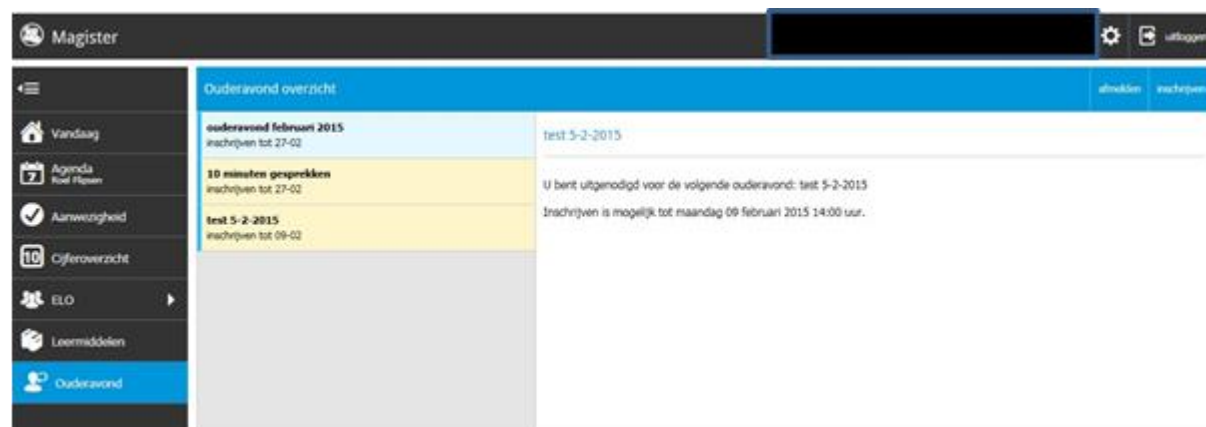 Magister
uitloggen
Ouderavond overzicht
afmelden inschrijven
Vandaag
7
Agenda
Roel Flipsen
Aanwezigheid
10
Cijferoverzicht
ELO
Leermiddelen
Ouderavond
ouderavond februari 2015
inschrijven tot 27-02
10 minuten gesprekken
inschrijven tot 27-02
test 5-2-2015
inschrijven tot 09-02
test 5-2-2015
U bent uitgenodigd voor de volgende ouderavond: test 5-2-2015
Inschrijven is mogelijk tot maandag 09 februari 2015 14:00 uur.